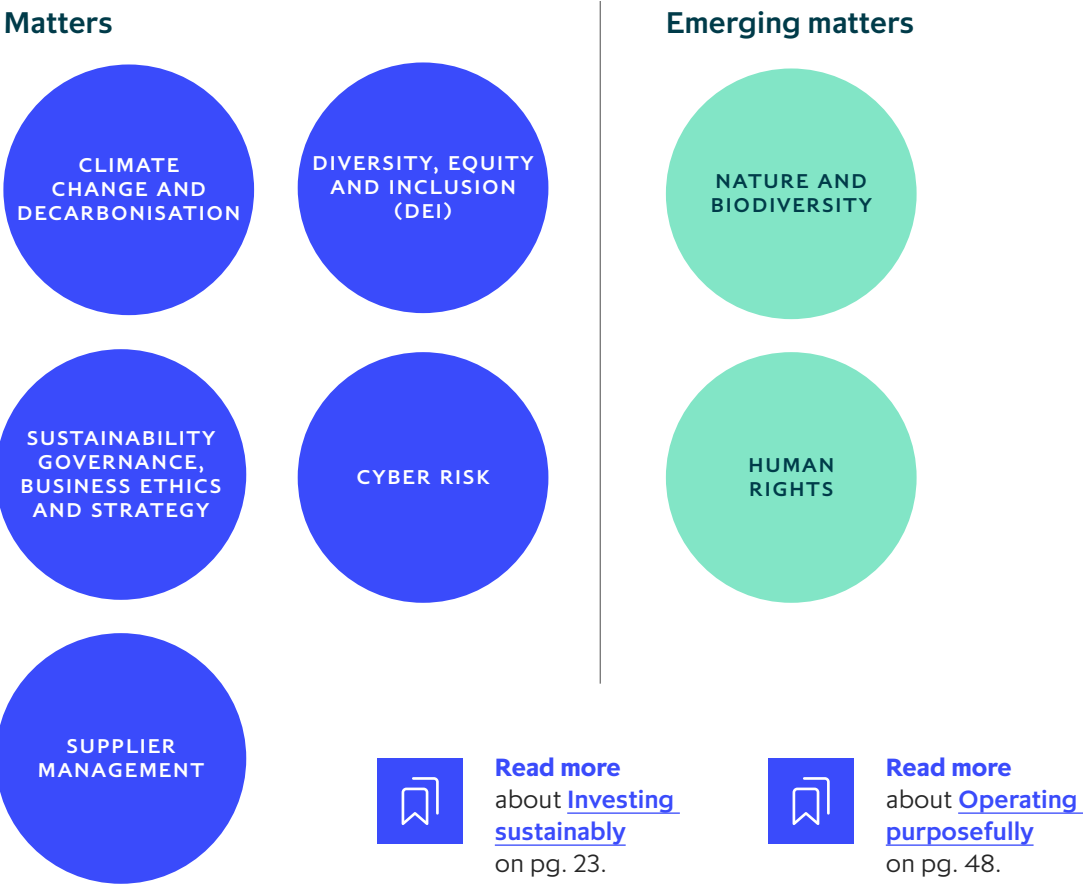 Matters
CLIMATE
CHANGE AND
DECARBONISATION
DIVERSITY, EQUITY
AND INCLUSION
(DEI)
SUSTAINABILITY
GOVERNANCE,
BUSINESS ETHICS
AND STRATEGY
CYBER RISK
SUPPLIER
MANAGEMENT
Emerging matters
NATURE AND
BIODIVERSITY
HUMAN
RIGHTS
Read more
about Investing
sustainably
on pg. 23.
Read more
about Operating
purposefully
on pg. 48.